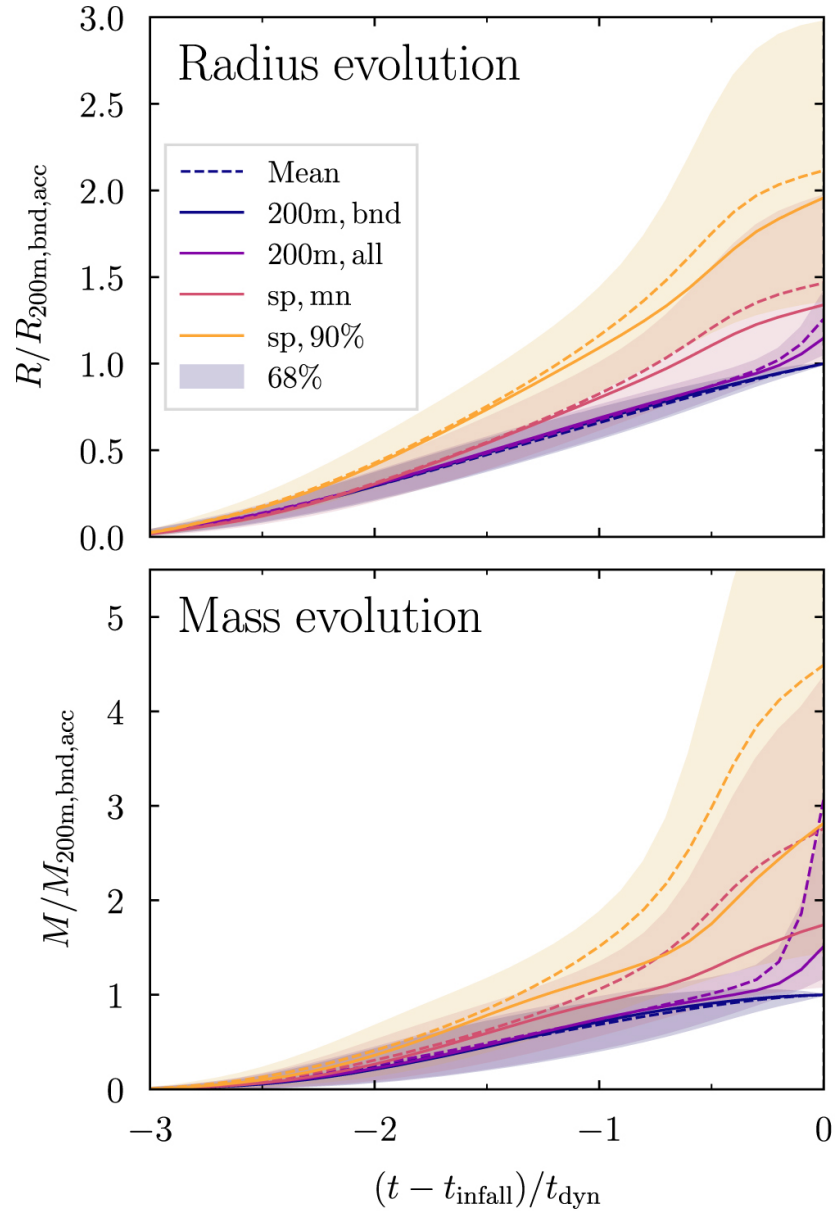 3.0
Radius evolution
2.5
Mean
200m, bnd
2.0
200m, all
sp, mn
1.5
sp, 90%
68%
1.0
0.5
0.0
R/R200m,bnd,acc
Mass evolution
5
4
3
2
1
0
M/M200m,bnd,acc
−3
−2
−1
0
(t − tinfall)/tdyn